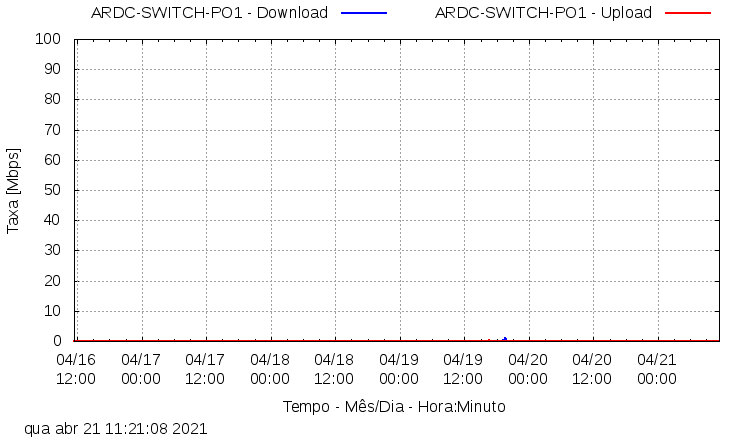 ARDC-SWITCH-PO1 - Download
ARDC-SWITCH-PO1 - Upload
100
90
80
70
60
50
40
30
20
10
0
Taxa [Mbps]
04/16 04/17 04/17 04/18 04/18 04/19 04/19 04/20 04/20 04/21
12:00 00:00 12:00 00:00 12:00 00:00 12:00 00:00 12:00 00:00
Tempo - Mês/Dia - Hora:Minuto
qua abr 21 11:21:08 2021